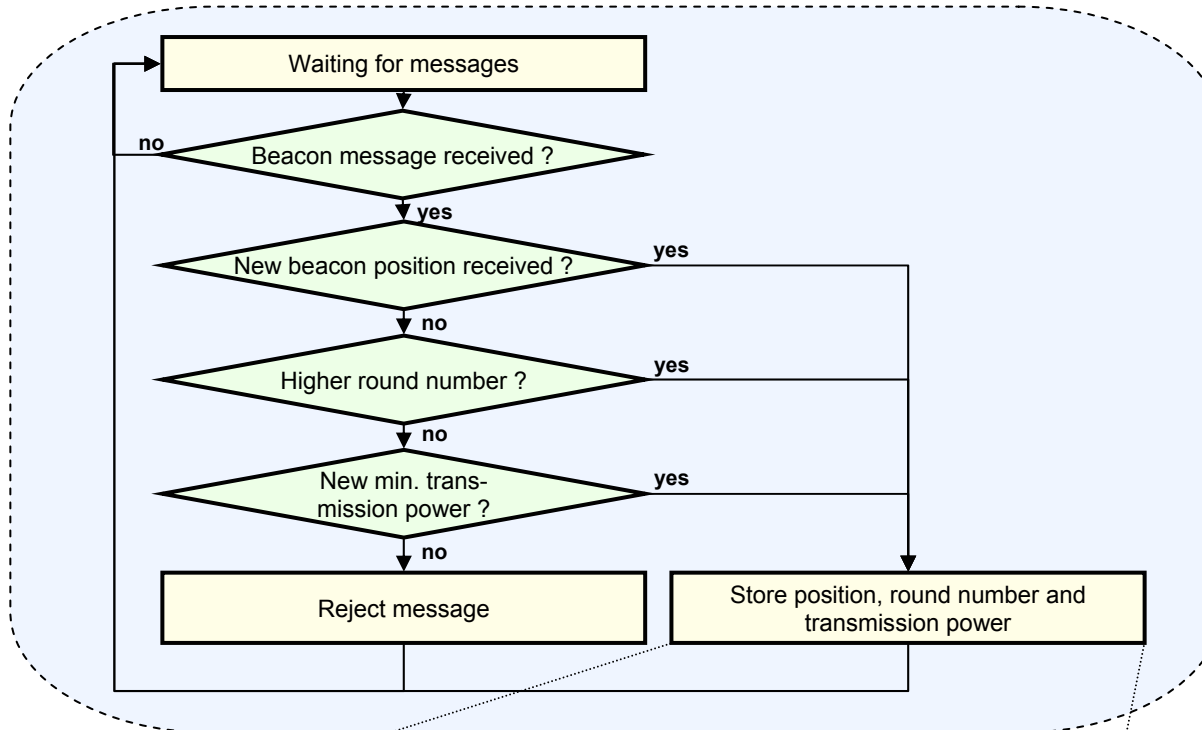 Waiting for messages
no
Beacon message received ?
yes
New beacon position received ?
yes
no
Higher round number ?
yes
no
New min. trans-
mission power ?
yes
no
Reject message
Store position, round number and
transmission power